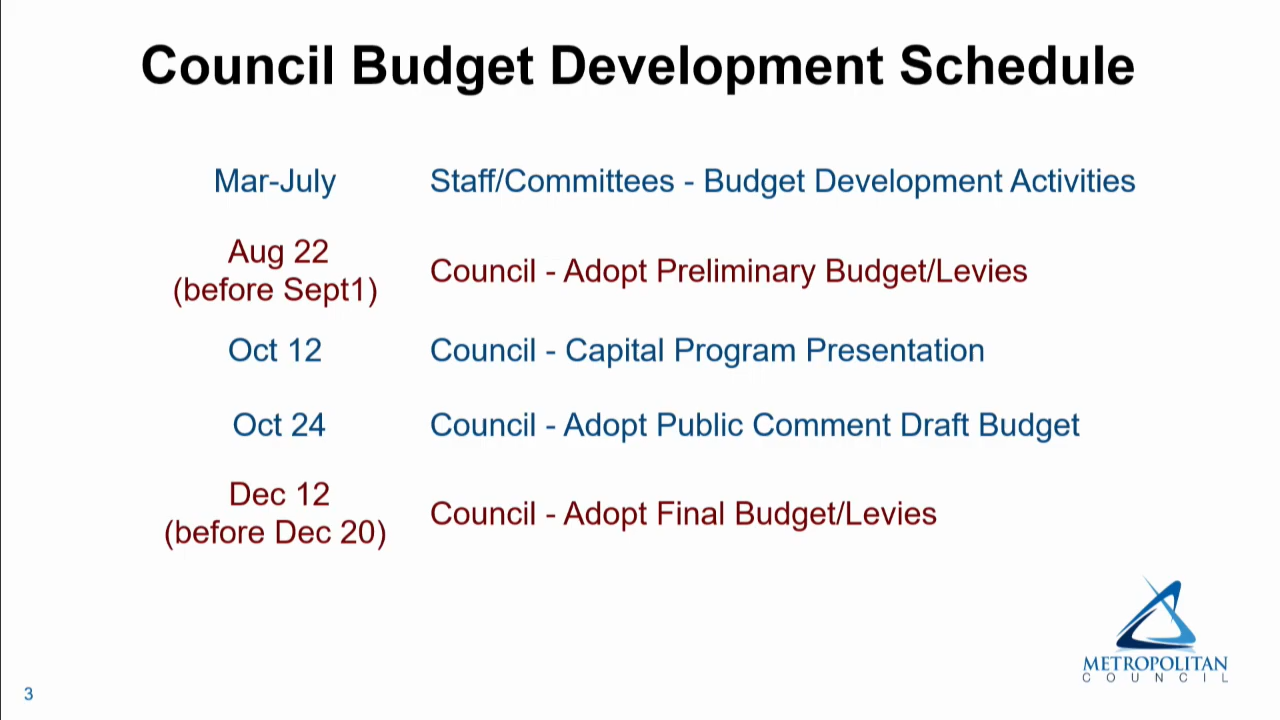 Council Budget Development Schedule
Mar-July Staff/Committees - Budget Development Activities
Aug 22
(before Sept1)
Council - Adopt Preliminary Budget/Levies
Oct 12 Council - Capital Program Presentation
Oct 24 Council - Adopt Public Comment Draft Budget
Dec 12
(before Dec 20)
Council - Adopt Final Budget/Levies
METROPOLITAN
COUNCIL
3